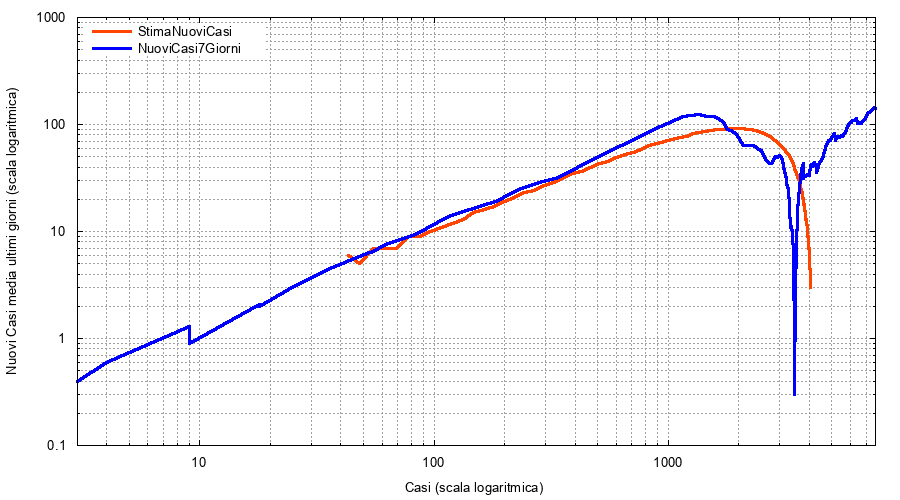 1000
StimaNuoviCasi
NuoviCasi7Giorni
100
10
1
0.1
10 100 1000
Nuovi Casi media ultimi giorni (scala logaritmica)
Casi (scala logaritmica)